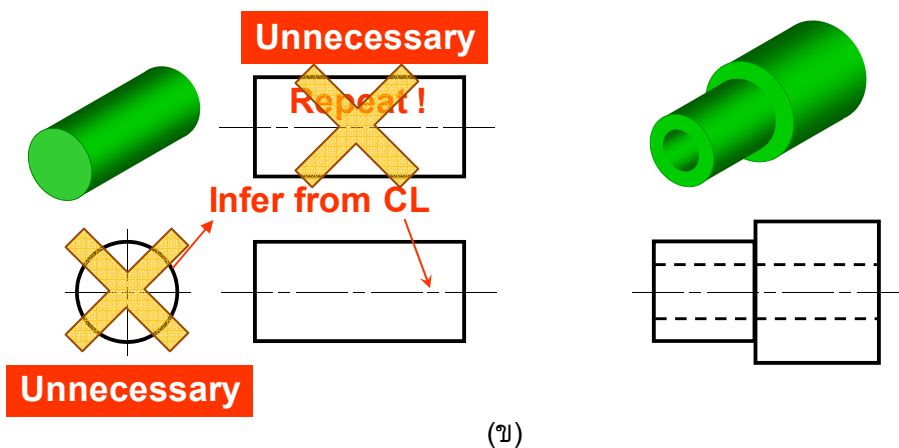 Unnecessary
Repeat !
Infer from CL
Unnecessary
(ข)